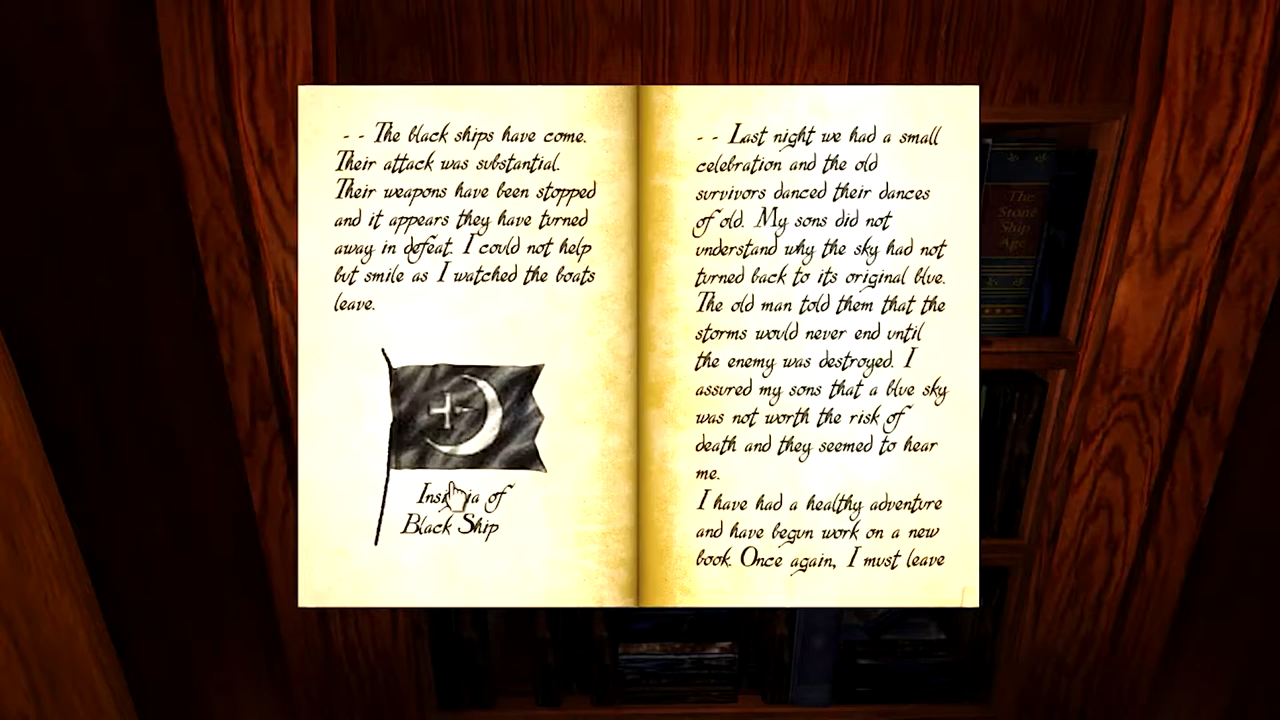 - - The black ships have come.
Their attack was substantial.
Their weapons have been stopped
and it appears they have turned
away in defeat. I could not help
but smile as I watched the boats
leave.
Insignia of
Black Ship
- - Last night we had a small
celebration and the old
survivors danced their dances
of old. My sons did not
understand why the sky had not
turned back to its original blue.
The old man told them that the
storms would never end until
the enemy was destroyed. I
assured my sons that a blue sky
was not worth the risk of
death and they seemed to hear
me.
I have had a healthy adventure
and have begun work on a new
book. Once again, I must leave
The
Stone
Ship
Age